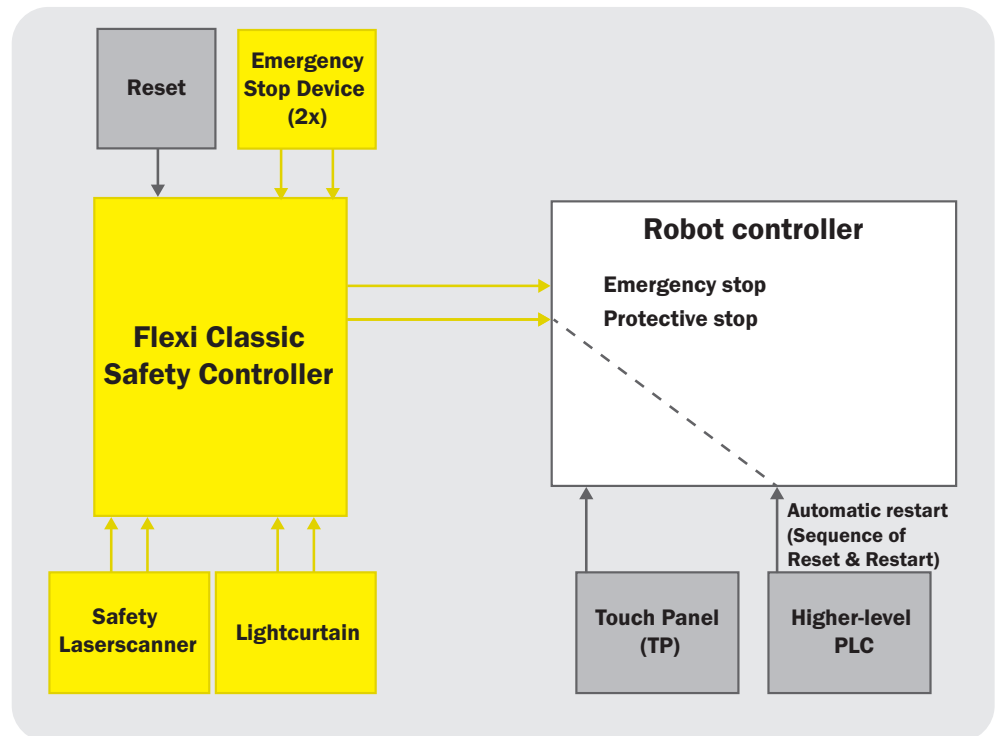 Reset
Emergency
Stop Device
(2x)
Flexi Classic
Safety Controller
Robot controller
Emergency stop
Protective stop
Automatic restart
(Sequence of
Reset & Restart)
Safety
Laserscanner
Lightcurtain
Touch Panel
(TP)
Higher-level
PLC